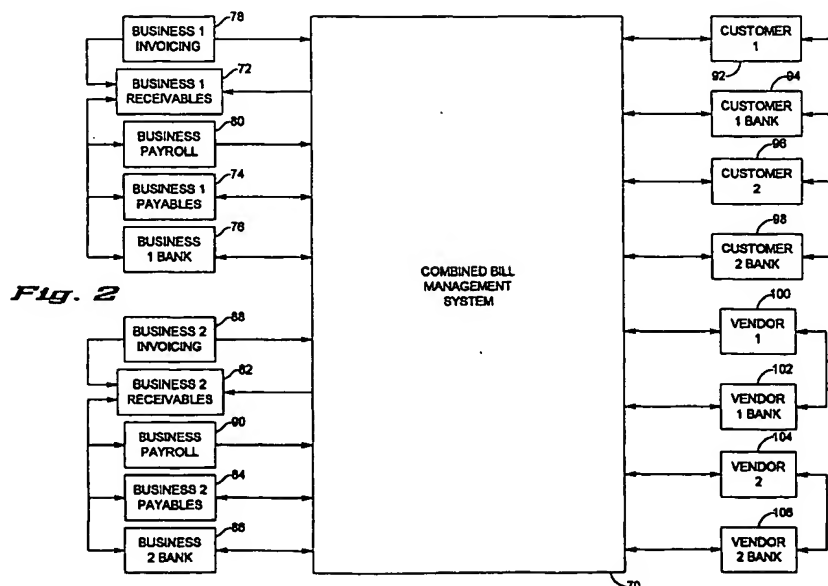 78
BUSINESS 1
INVOICING
72
BUSINESS 1
RECEIVABLES
80
BUSINESS
PAYROLL
74
BUSINESS 1
PAYABLES
76
BUSINESS
1 BANK
Fig. 2
88
BUSINESS 2
INVOICING
82
BUSINESS 2
RECEIVABLES
90
BUSINESS
PAYROLL
84
BUSINESS 2
PAYABLES
86
BUSINESS
2 BANK
COMBINED BILL
MANAGEMENT
SYSTEM
70
CUSTOMER
1
92
94
CUSTOMER
1 BANK
96
CUSTOMER
2
98
CUSTOMER
2 BANK
100
VENDOR
1
102
VENDOR
1 BANK
104
VENDOR
2
106
VENDOR
2 BANK